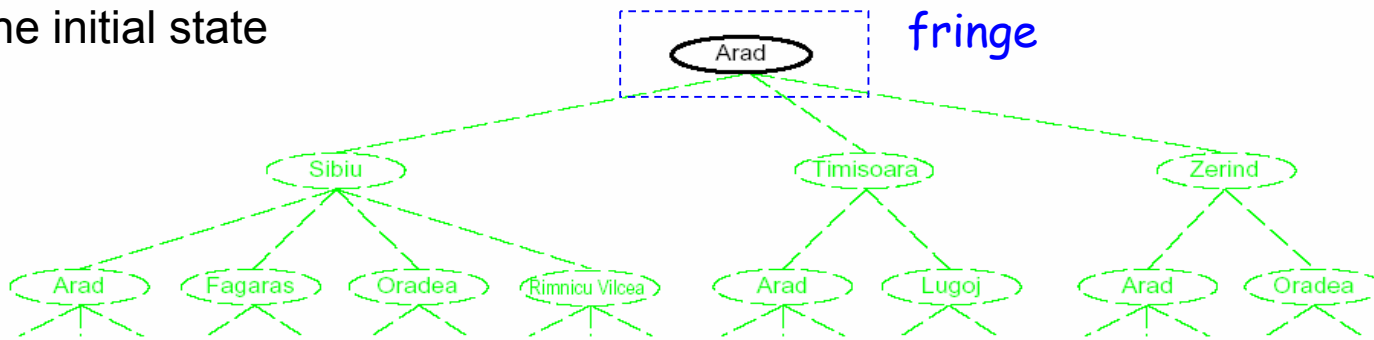 he initial state
fringe
Arad
Sibiu Timisoara Zerind
Arad Fagaras Oradea Rimnicu Vilcea Arad Lugoj Arad Oradea